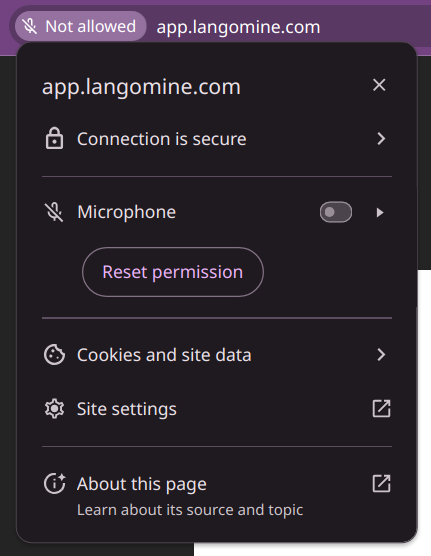 Not allowed app.langomine.com
app.langomine.com
Connection is secure
Microphone
Reset permission
Cookies and site data
Site settings
About this page
Learn about its source and topic